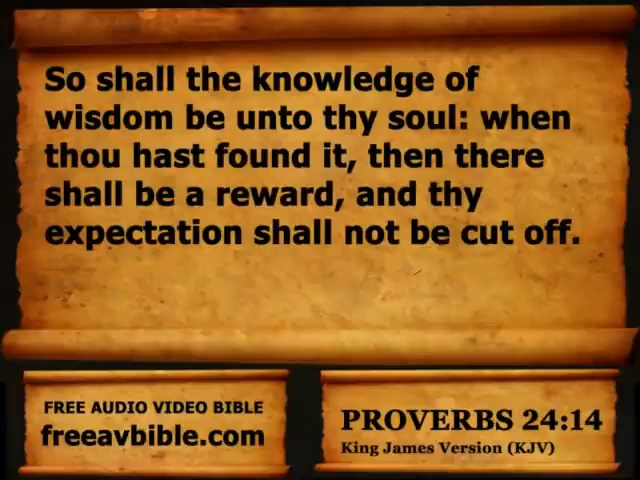 So shall the knowledge of
wisdom be unto thy soul: when
thou hast found it, then there
shall be a reward, and thy
expectation shall not be cut off.
FREE AUDIO VIDEO BIBLE
freeavbible.com
PROVERBS 24:14
King James Version (KJV)